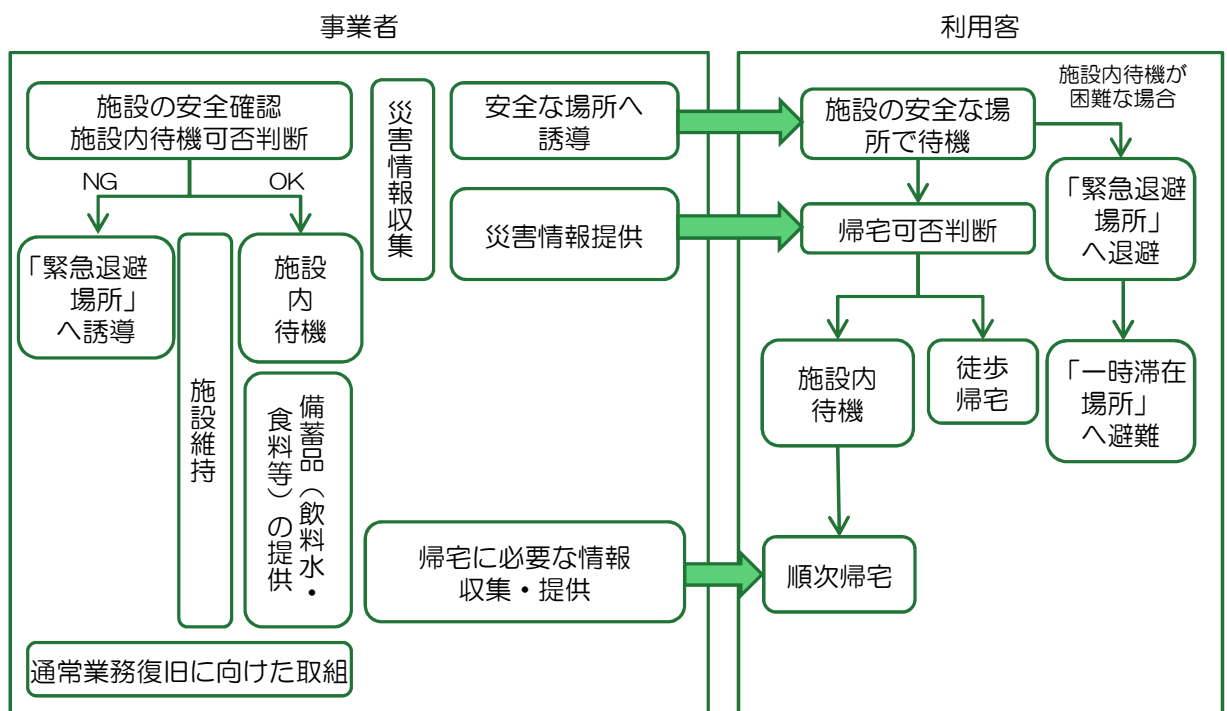 事業者
施設の安全確認
施設内待機可否判断
NG
OK
「緊急退避
場所」
へ誘導
施設維持
施設
内
待機
備蓄品（飲料水・
食料等）の提供
災害情報収集
安全な場所へ
誘導
災害情報提供
帰宅に必要な情報
収集・提供
通常業務復旧に向けた取組
利用客
施設の安全な場
所で待機
施設内待機が
困難な場合
帰宅可否判断
「緊急退避
場所」
へ退避
施設内
待機
徒歩
帰宅
「一時滞在
場所」
へ避難
順次帰宅